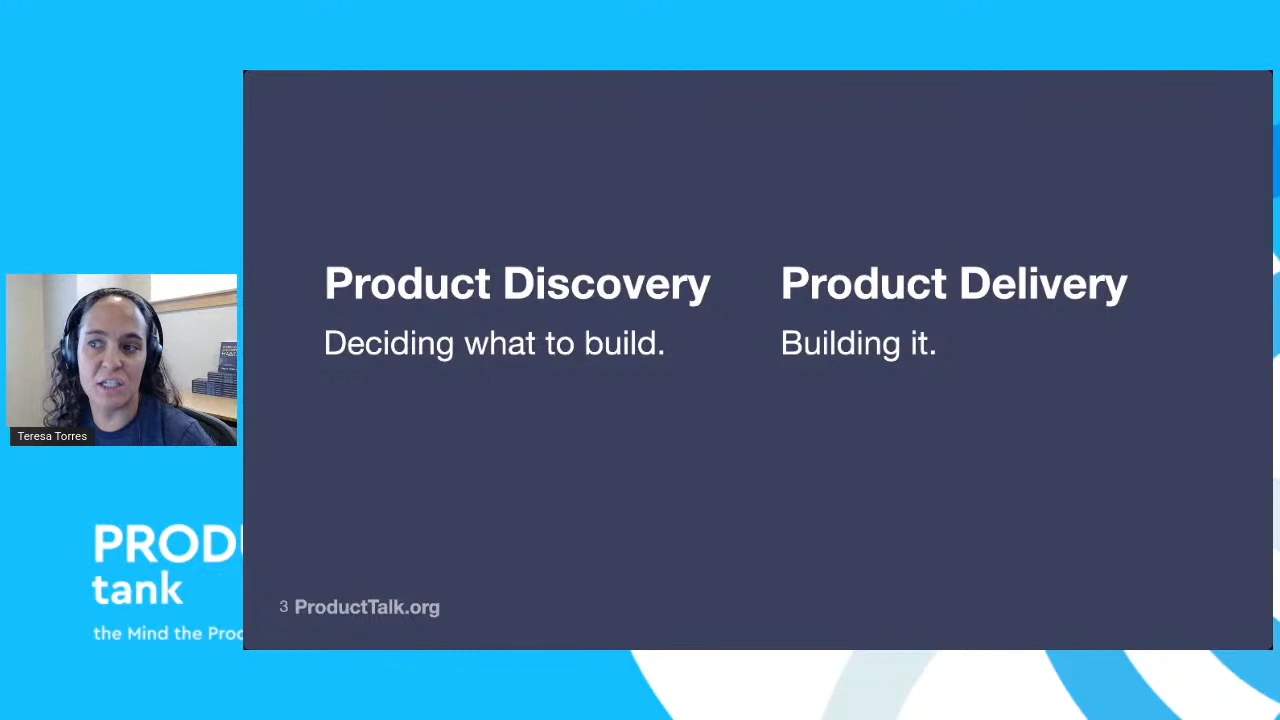 Product Discovery
Deciding what to build.
Product Delivery
Building it.
Teresa Torres
PRODU
tank
the Mind the Produ
3 ProductTalk.org